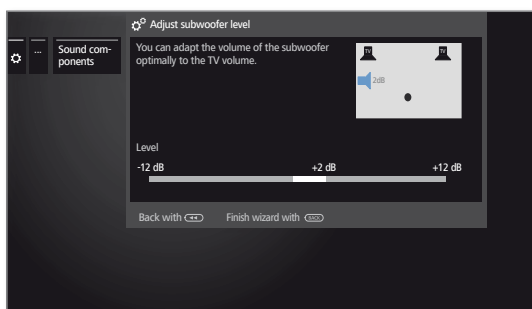 Adjust subwoofer level
...
Sound com-
ponents
You can adapt the volume of the subwoofer
optimally to the TV volume.
TV
TV
2dB
Level
-12 dB +2 dB +12 dB
Back with Finish wizard with BACK